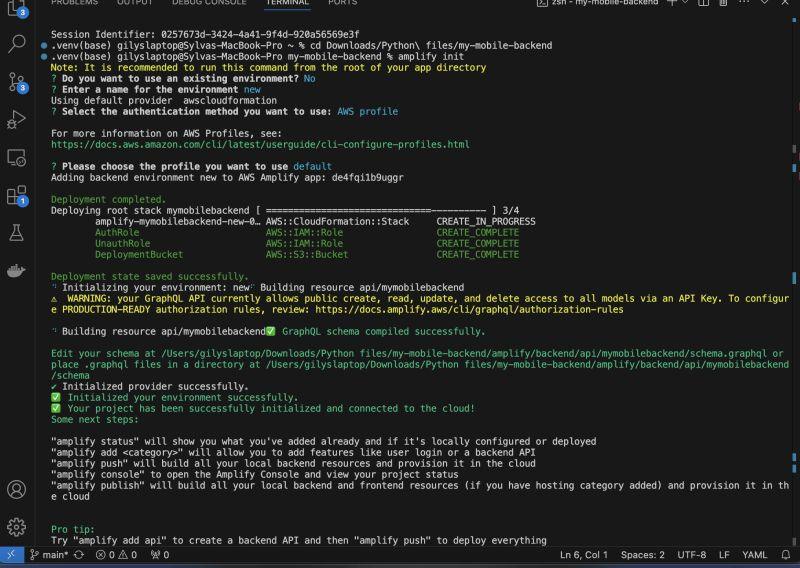 PROBLEMS OUTPUT DEBUG CONSOLE TERMINAL PORTS zsh - my-mobile-backend
3
Session Identifier: 0257673d-3424-4a41-9f4d-920a56569e3f
.venv(base) gilyslaptop@Sylvas-MacBook-Pro ~ % cd Downloads/Python\ files/my-mobile-backend
.venv(base) gilyslaptop@Sylvas-MacBook-Pro my-mobile-backend % amplify init
Note: It is recommended to run this command from the root of your app directory
? Do you want to use an existing environment? No
3
? Enter a name for the environment new
Using default provider  awscloudformation
? Select the authentication method you want to use: AWS profile
For more information on AWS Profiles, see:
https://docs.aws.amazon.com/cli/latest/userguide/cli-configure-profiles.html
? Please choose the profile you want to use default
Adding backend environment new to AWS Amplify app: de4fqi1b9uggr
1
Deployment completed.
Deploying root stack mymobilebackend [ ==============================---------- ] 3/4
amplify-mymobilebackend-new-0… AWS::CloudFormation::Stack CREATE_IN_PROGRESS
AuthRole AWS::IAM::Role CREATE_COMPLETE
UnauthRole AWS::IAM::Role CREATE_COMPLETE
DeploymentBucket AWS::S3::Bucket CREATE_COMPLETE
Deployment state saved successfully.
⠙ Initializing your environment: new⠋ Building resource api/mymobilebackend
⚠ WARNING: your GraphQL API currently allows public create, read, update, and delete access to all models via an API Key. To configur
e PRODUCTION-READY authorization rules, review: https://docs.amplify.aws/cli/graphql/authorization-rules
⠙ Building resource api/mymobilebackend✅ GraphQL schema compiled successfully.
Edit your schema at /Users/gilyslaptop/Downloads/Python files/my-mobile-backend/amplify/backend/api/mymobilebackend/schema.graphql or
place .graphql files in a directory at /Users/gilyslaptop/Downloads/Python files/my-mobile-backend/amplify/backend/api/mymobilebackend
/schema
✔ Initialized provider successfully.
✅ Initialized your environment successfully.
✅ Your project has been successfully initialized and connected to the cloud!
Some next steps:
"amplify status" will show you what you've added already and if it's locally configured or deployed
"amplify add <category>" will allow you to add features like user login or a backend API
"amplify push" will build all your local backend resources and provision it in the cloud
"amplify console" to open the Amplify Console and view your project status
"amplify publish" will build all your local backend and frontend resources (if you have hosting category added) and provision it in th
e cloud
Pro tip:
Try "amplify add api" to create a backend API and then "amplify push" to deploy everything
main* 0 0 0 Ln 6, Col 1 Spaces: 2 UTF-8 LF YAML